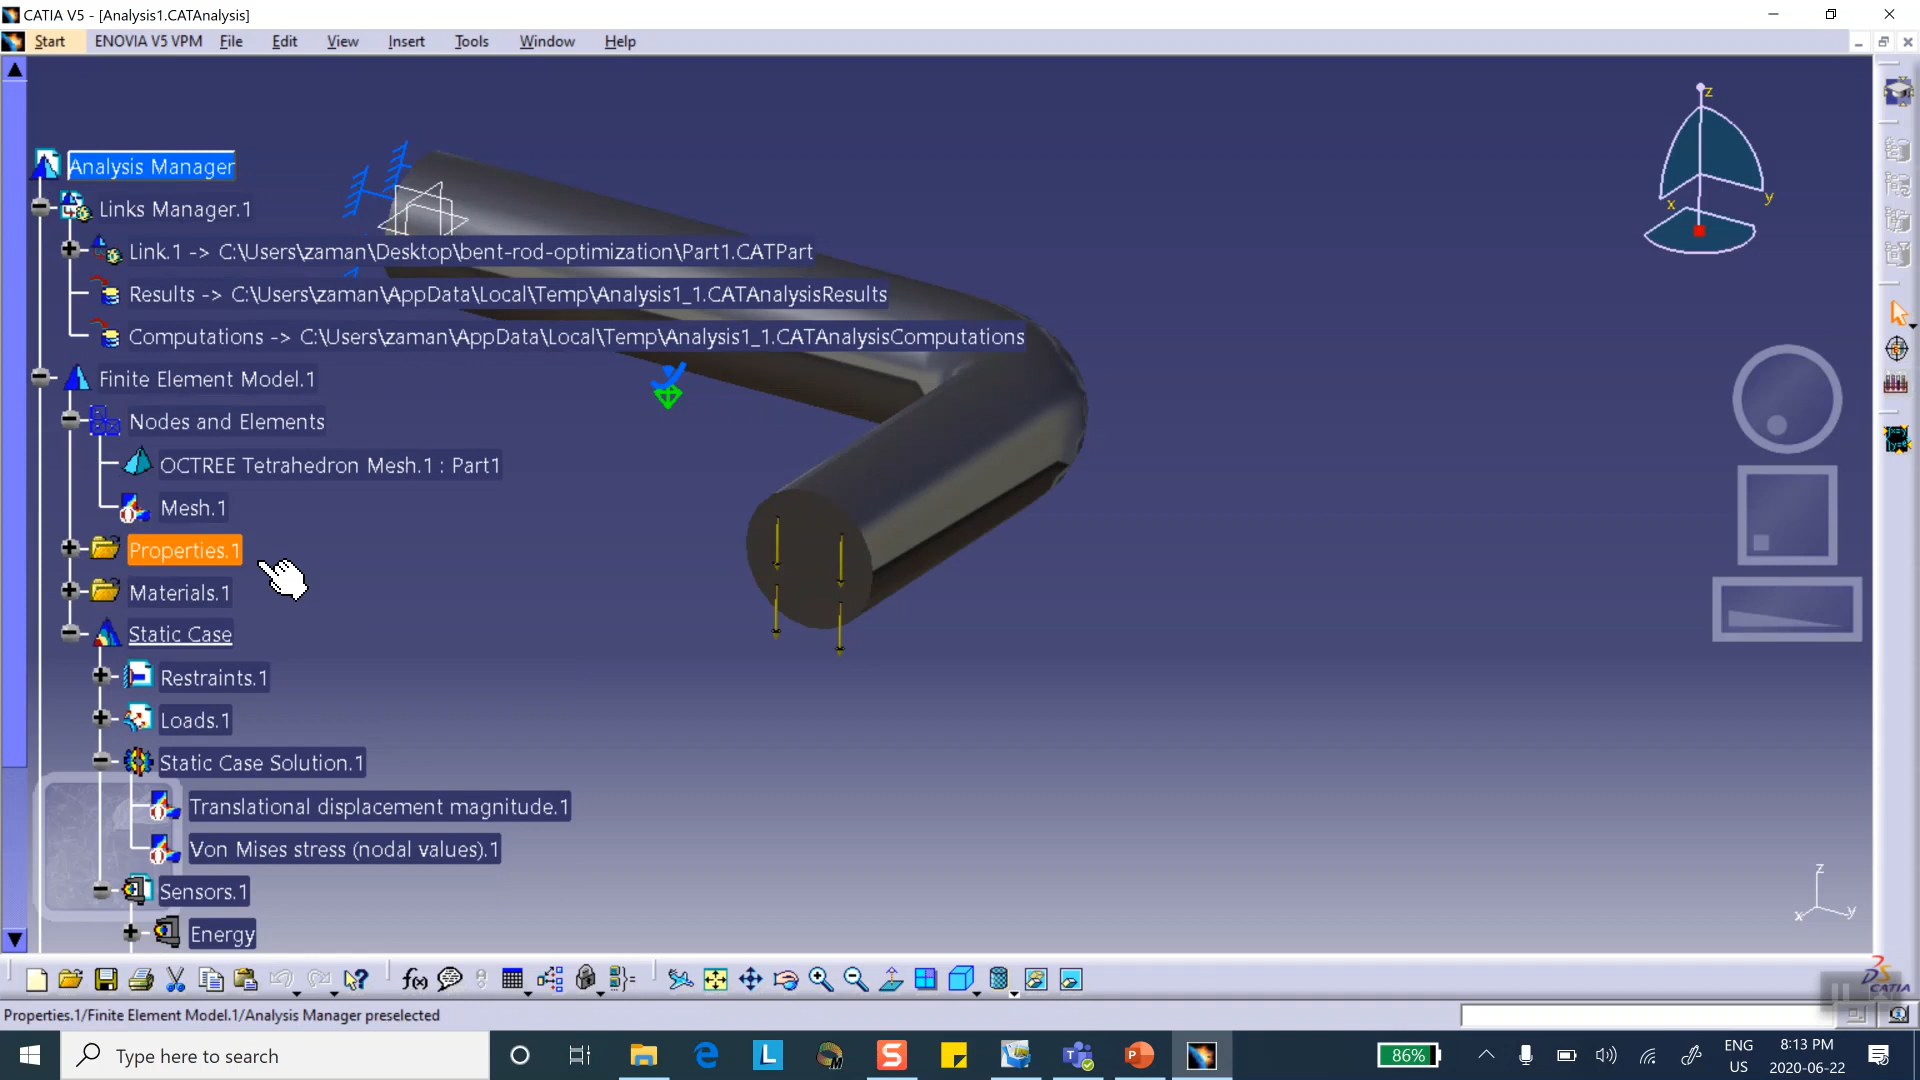 CATIA V5 - [Analysis1.CATAnalysis]
Start ENOVIA V5 VPM File Edit View Insert Tools Window Help
z
y
x
Analysis Manager
Links Manager.1
Link.1 -> C:\Users\zaman\Desktop\bent-rod-optimization\Part1.CATPart
Results -> C:\Users\zaman\AppData\Local\Temp\Analysis1_1.CATAnalysisResults
Computations -> C:\Users\zaman\AppData\Local\Temp\Analysis1_1.CATAnalysisComputations
Finite Element Model.1
Nodes and Elements
OCTREE Tetrahedron Mesh.1 : Part1
Mesh.1
Properties.1
Materials.1
Static Case
Restraints.1
Loads.1
Static Case Solution.1
Translational displacement magnitude.1
Von Mises stress (nodal values).1
Sensors.1
Energy
z
x y
f(x)
CATIA
Properties.1/Finite Element Model.1/Analysis Manager preselected
Type here to search
86%
ENG
US
8:13 PM
2020-06-22